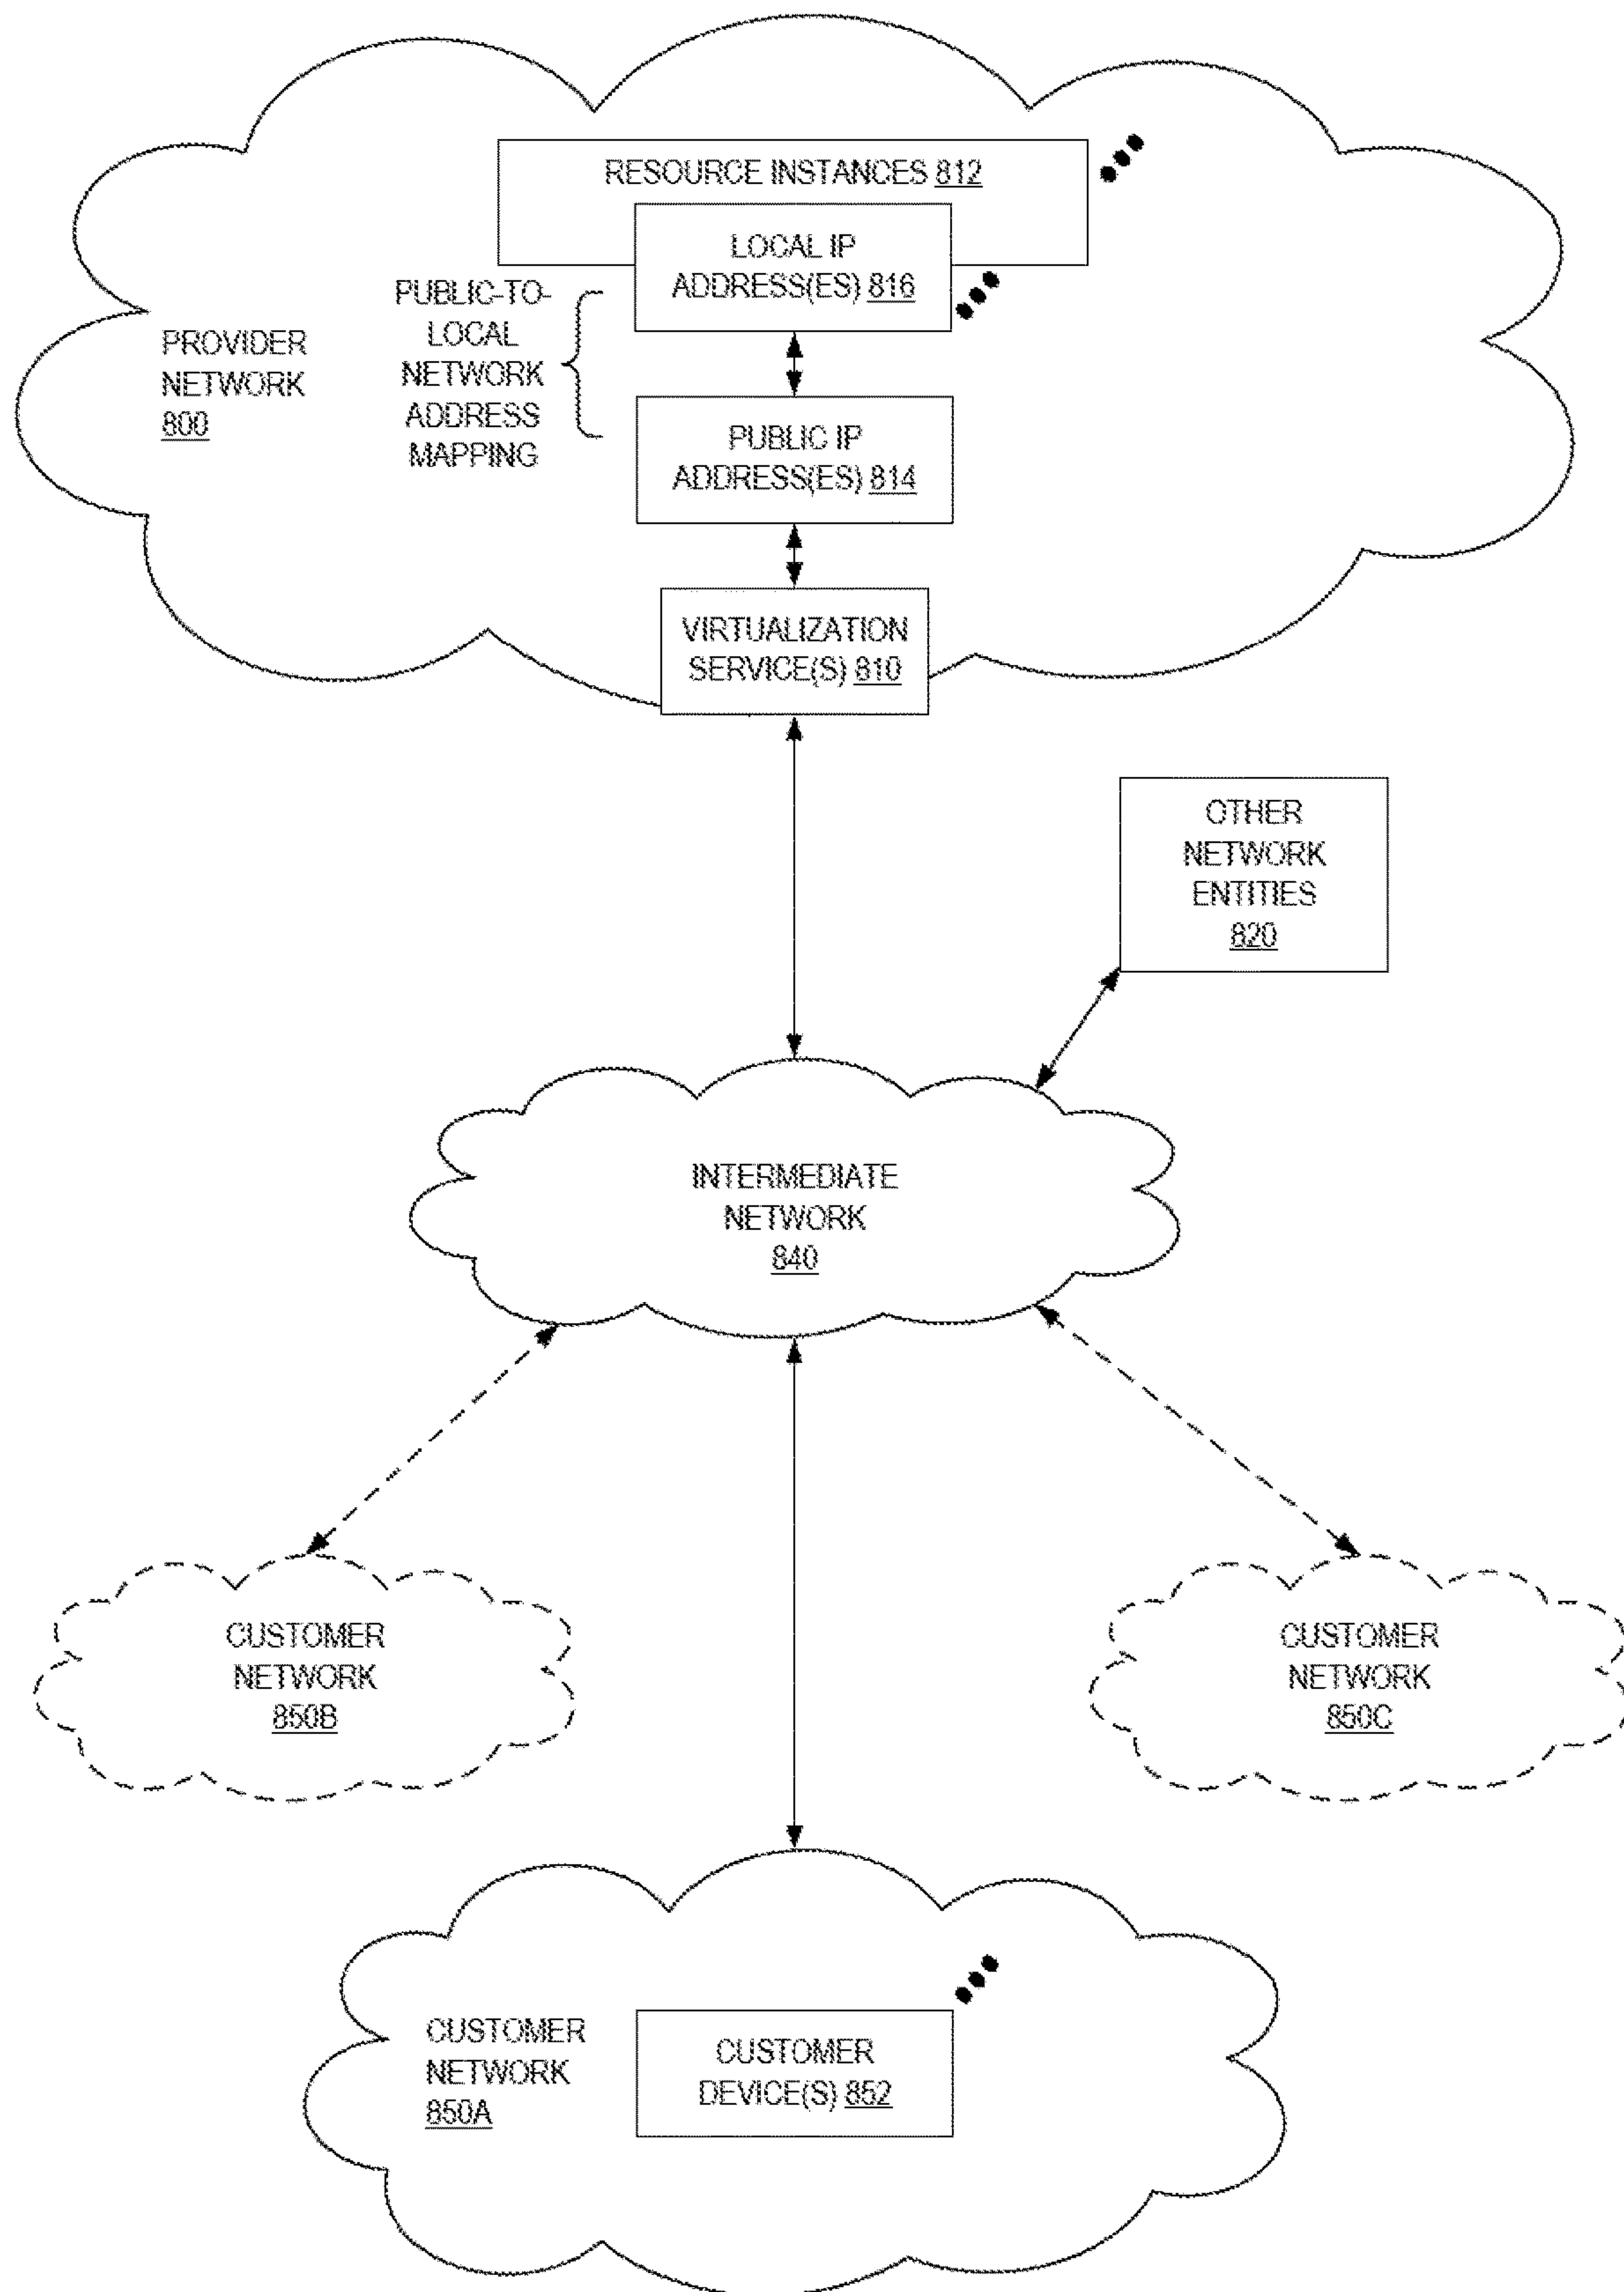 RESOURCE INSTANCES 812
LOCAL IP
ADDRESS(ES) 816
PUBLIC-TO-
LOCAL
NETWORK
ADDRESS
MAPPING
PROVIDER
NETWORK
800
PUBLIC IP
ADDRESS(ES) 814
VIRTUALIZATION
SERVICE(S) 810
OTHER
NETWORK
ENTITIES
820
INTERMEDIATE
NETWORK
840
CUSTOMER
NETWORK
850B
CUSTOMER
NETWORK
850C
CUSTOMER
NETWORK
850A
CUSTOMER
DEVICE(S) 852